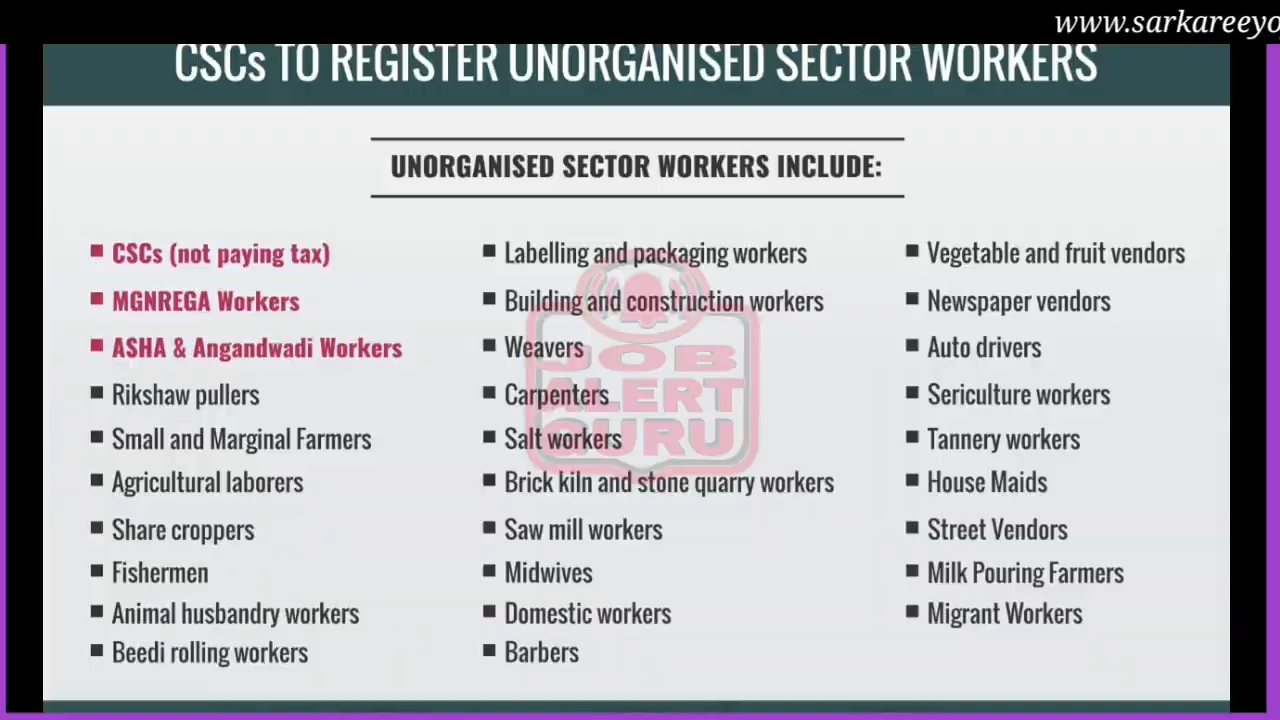 www.sarkareeyo
CSCs TO REGISTER UNORGANISED SECTOR WORKERS
UNORGANISED SECTOR WORKERS INCLUDE:
CSCs (not paying tax)
MGNREGA Workers
ASHA & Angandwadi Workers
Rikshaw pullers
Small and Marginal Farmers
Agricultural laborers
Share croppers
Fishermen
Animal husbandry workers
Beedi rolling workers
Labelling and packaging workers
Building and construction workers
Weavers
Carpenters
Salt workers
Brick kiln and stone quarry workers
Saw mill workers
Midwives
Domestic workers
Barbers
Vegetable and fruit vendors
Newspaper vendors
Auto drivers
Sericulture workers
Tannery workers
House Maids
Street Vendors
Milk Pouring Farmers
Migrant Workers
JOB
ALERT
GURU